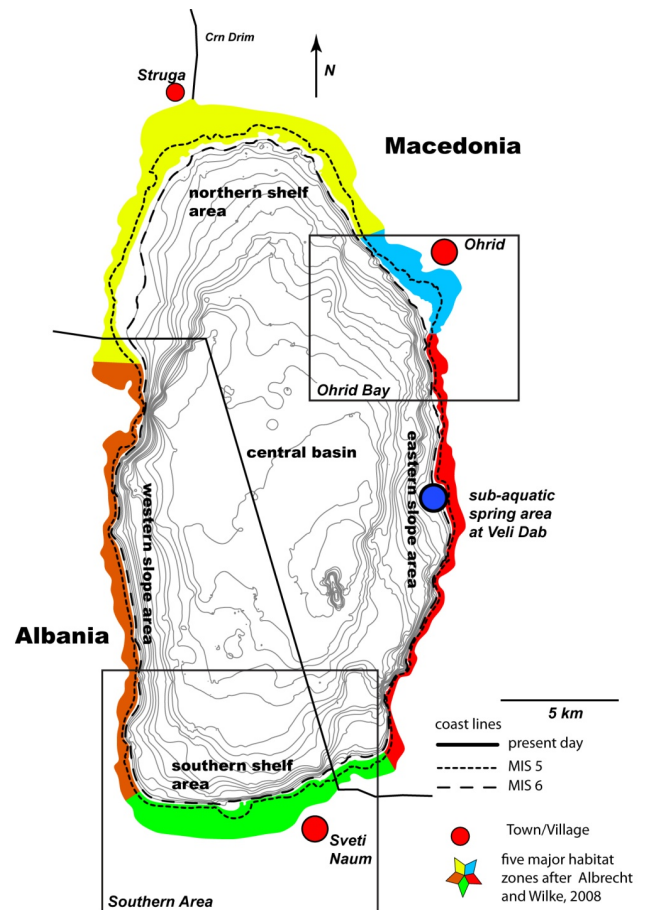 Crn Drim
Struga
N
Macedonia
northern shelf
area
Ohrid
Ohrid Bay
central basin
eastern slope area
sub-aquatic
spring area
at Veli Dab
western slope area
Albania
5 km
coast lines
present day
MIS 5
MIS 6
southern shelf
area
Sveti
Naum
Town/Village
five major habitat
zones after Albrecht
and Wilke, 2008
Southern Area